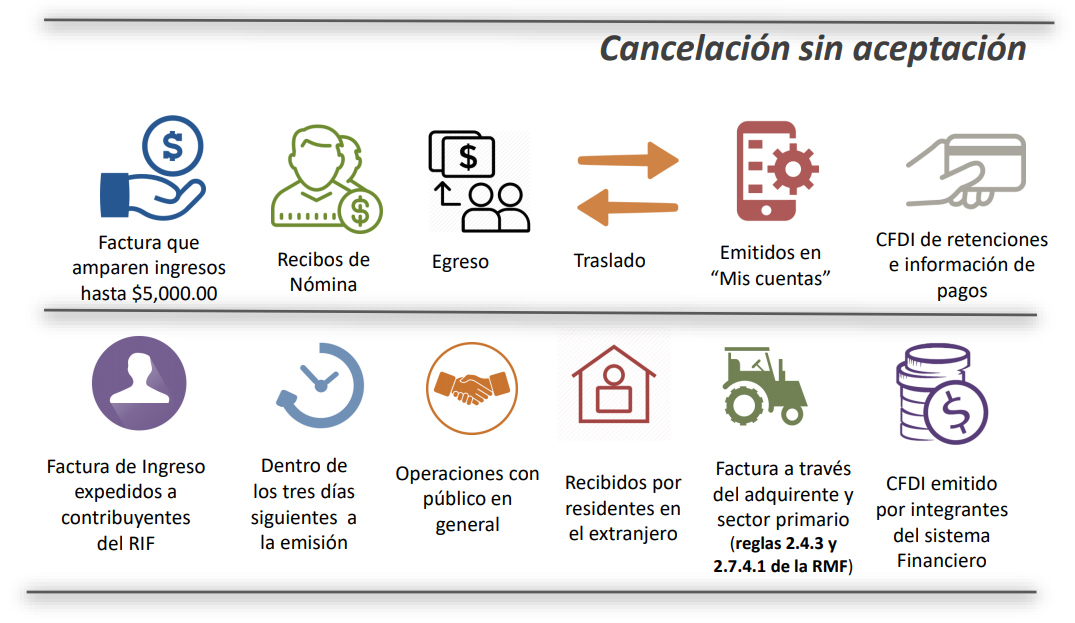 Cancelación sin aceptación
$
$
$
Factura que
amparen ingresos
hasta $5,000.00
Recibos de
Nómina
Egreso
Traslado
Emitidos en
“Mis cuentas”
CFDI de retenciones
e información de
pagos
$
Factura de Ingreso
expedidos a
contribuyentes
del RIF
Dentro de
los tres días
siguientes a
la emisión
Operaciones con
público en
general
Recibidos por
residentes en
el extranjero
Factura a través
del adquirente y
sector primario
(reglas 2.4.3 y
2.7.4.1 de la RMF)
CFDI emitido
por integrantes
del sistema
Financiero